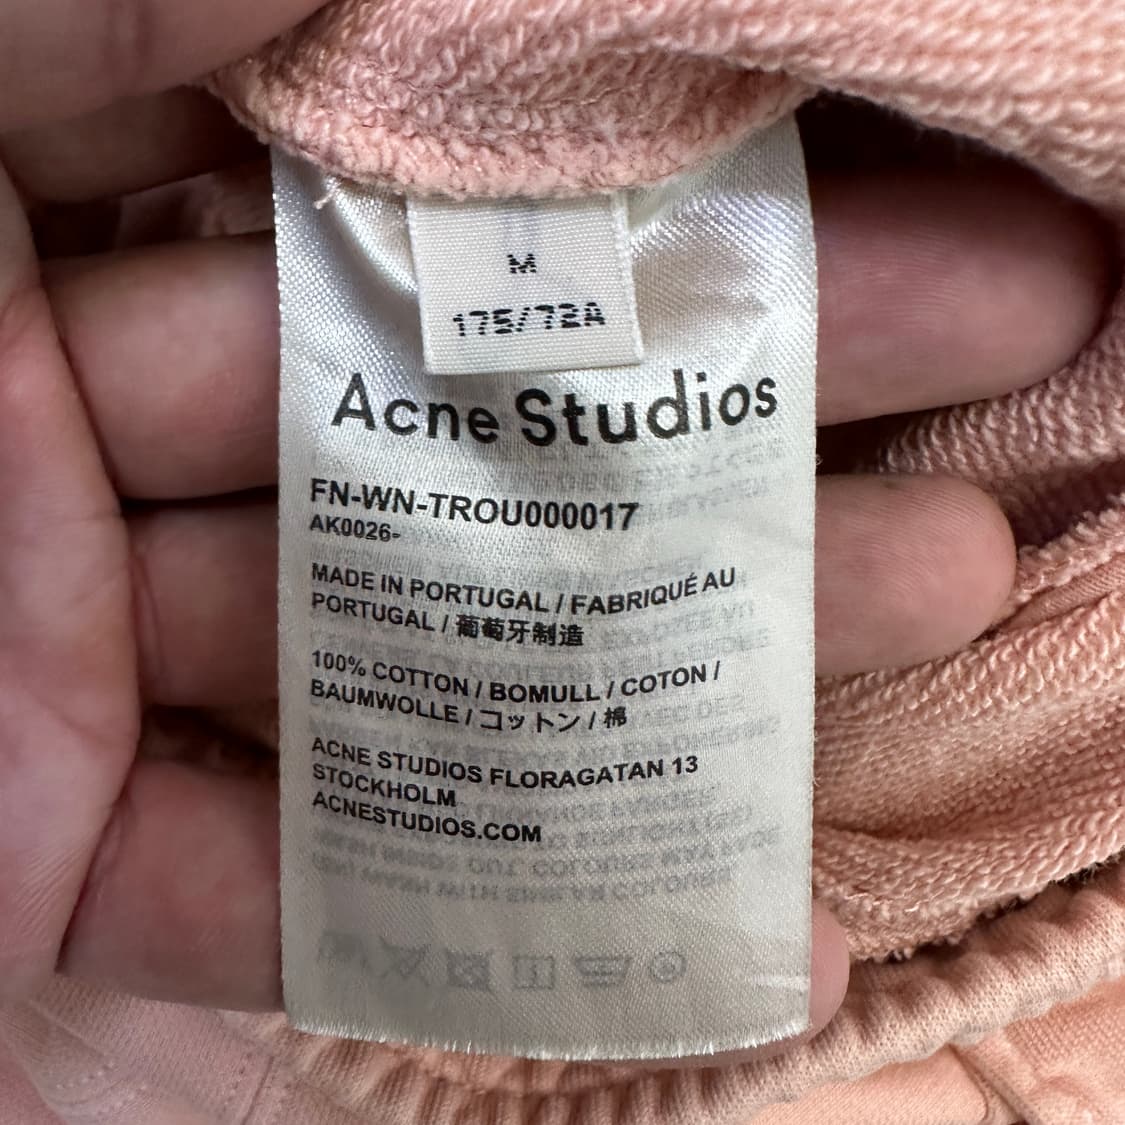 M
175/72A
Acne Studios
FN-WN-TROU000017
AK0026-
MADE IN PORTUGAL / FABRIQUÉ AU
PORTUGAL / 葡萄牙制造
100% COTTON / BOMULL / COTON /
BAUMWOLLE / コットン / 棉
ACNE STUDIOS FLORAGATAN 13
STOCKHOLM
ACNESTUDIOS.COM